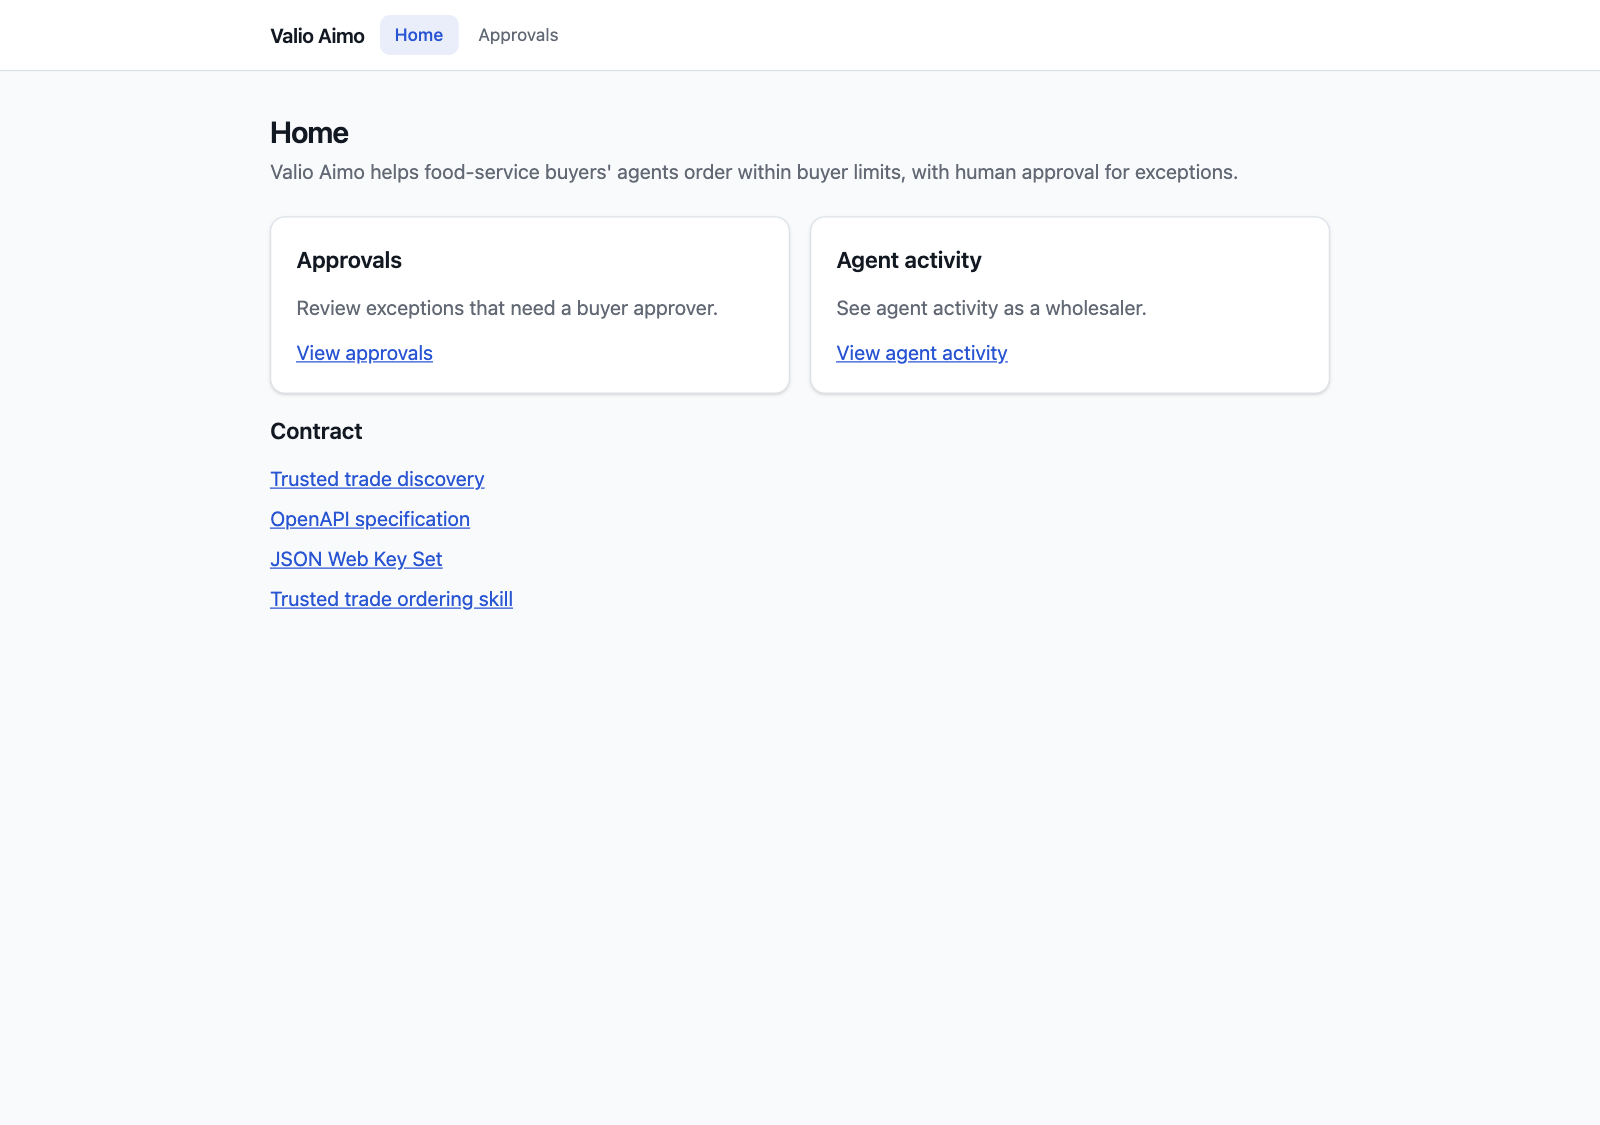 Valio Aimo Home Approvals
Home
Valio Aimo helps food-service buyers' agents order within buyer limits, with human approval for exceptions.
Approvals
Review exceptions that need a buyer approver.
View approvals
Agent activity
See agent activity as a wholesaler.
View agent activity
Contract
Trusted trade discovery
OpenAPI specification
JSON Web Key Set
Trusted trade ordering skill